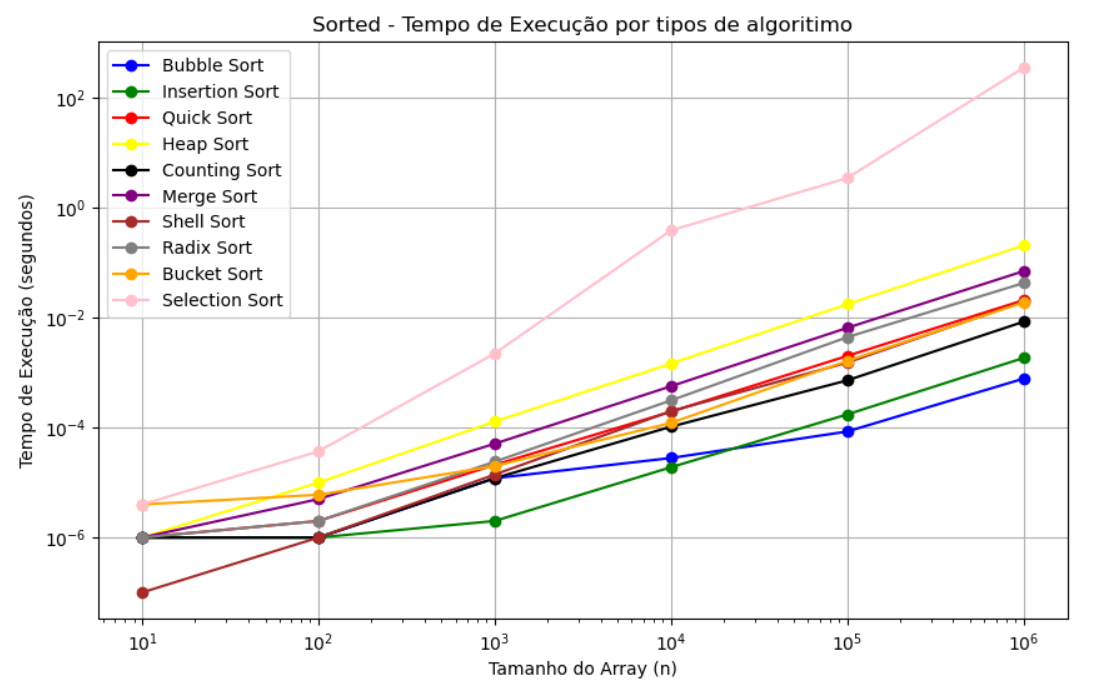 Sorted - Tempo de Execução por tipos de algoritimo
Bubble Sort
Insertion Sort
Quick Sort
Heap Sort
Counting Sort
Merge Sort
Shell Sort
Radix Sort
Bucket Sort
Selection Sort
Tempo de Execução (segundos)
10²
10⁰
10⁻²
10⁻⁴
10⁻⁶
10¹ 10² 10³ 10⁴ 10⁵ 10⁶
Tamanho do Array (n)